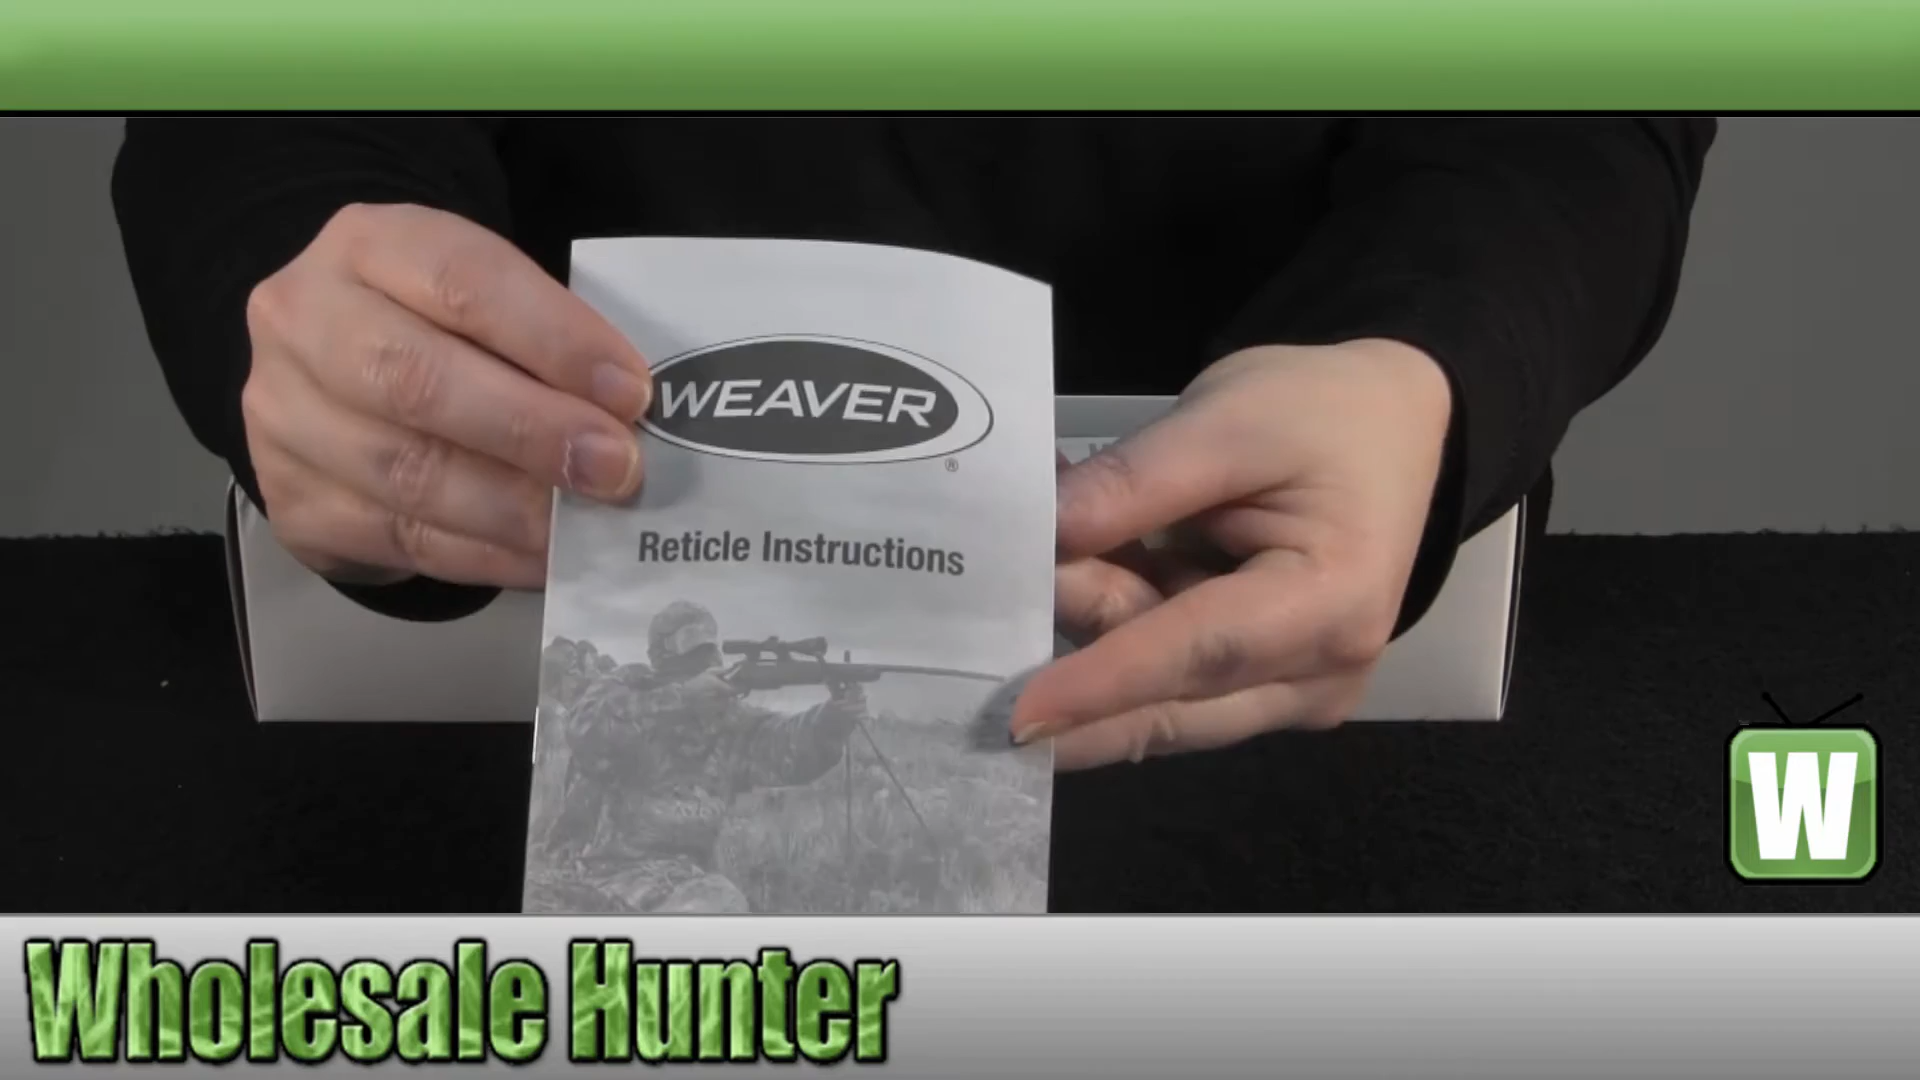 WEAVER
®
Reticle Instructions
W
Wholesale Hunter